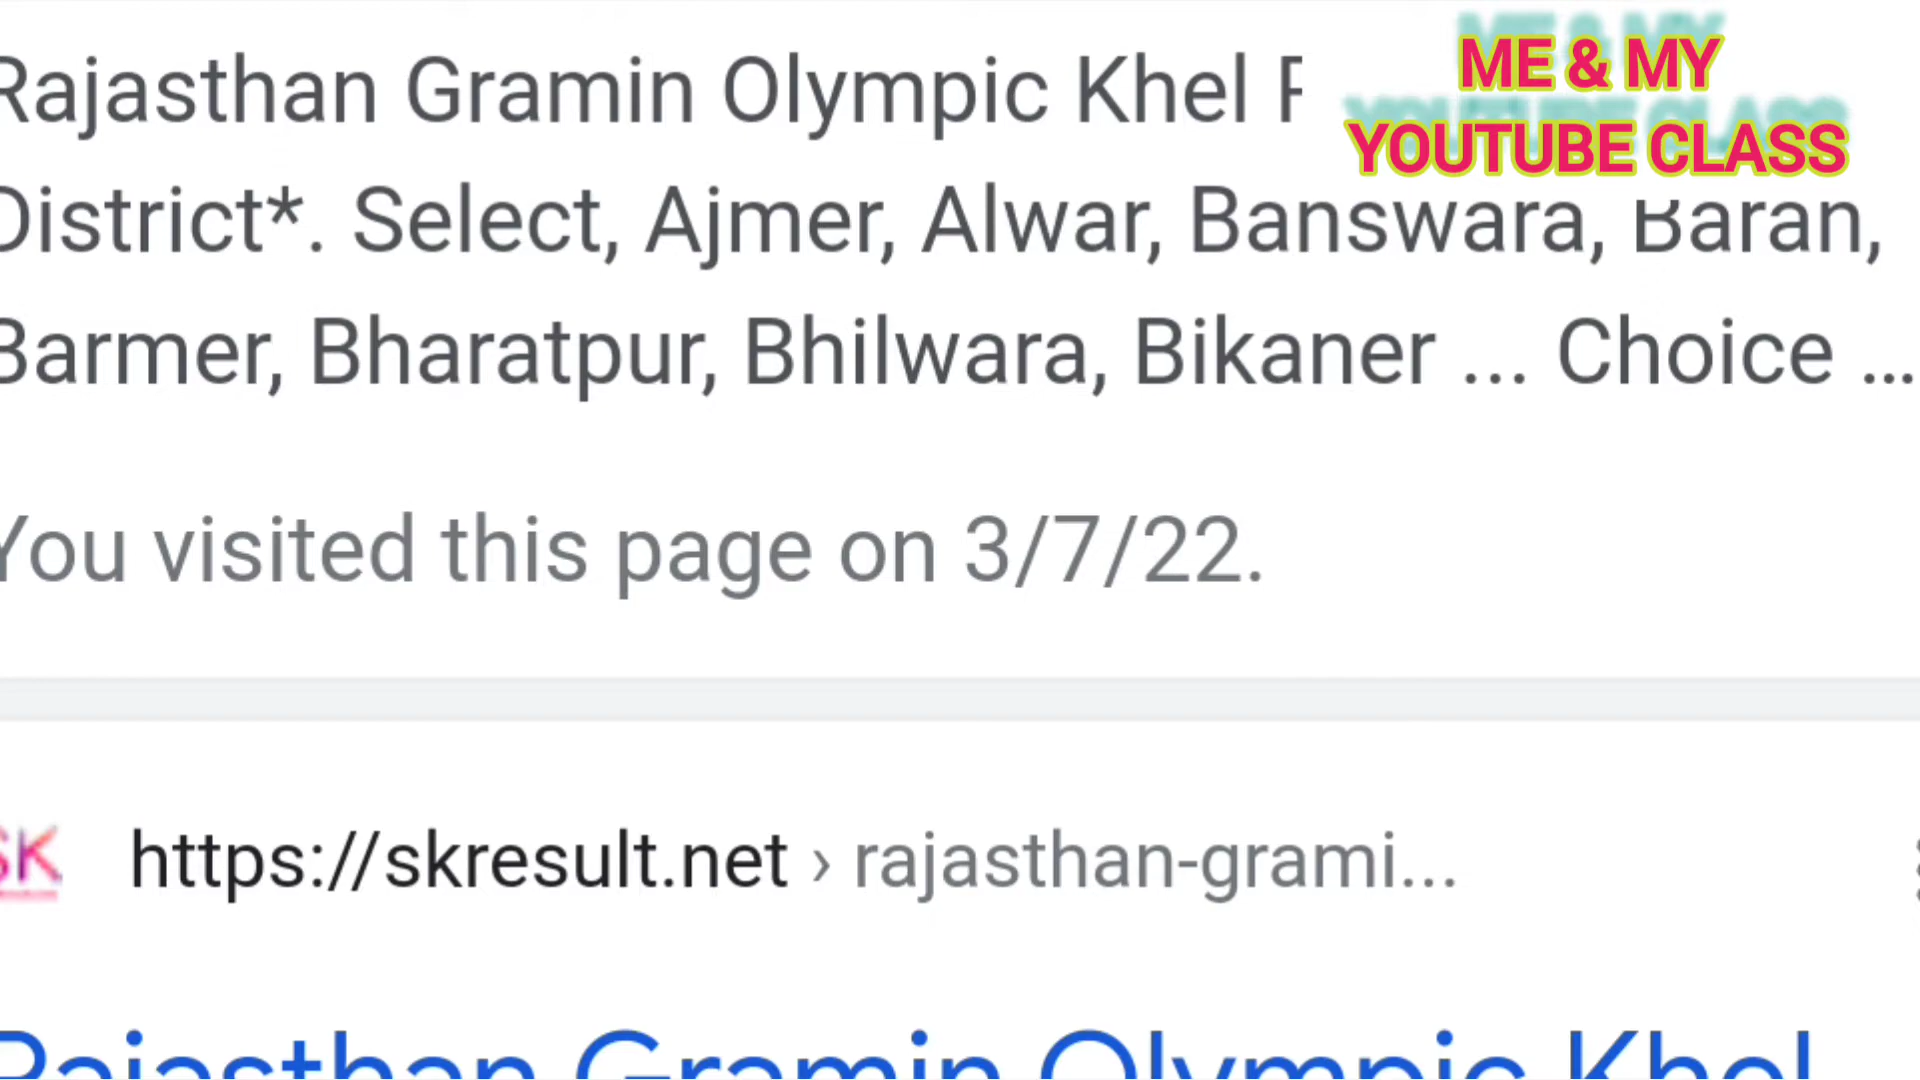 Rajasthan Gramin Olympic Khel
ME & MY
YOUTUBE CLASS
District*. Select, Ajmer, Alwar, Banswara, Baran,
Barmer, Bharatpur, Bhilwara, Bikaner ... Choice ...
You visited this page on 3/7/22.
SK
https://skresult.net › rajasthan-grami...
Rajasthan Gramin Olympic Khel